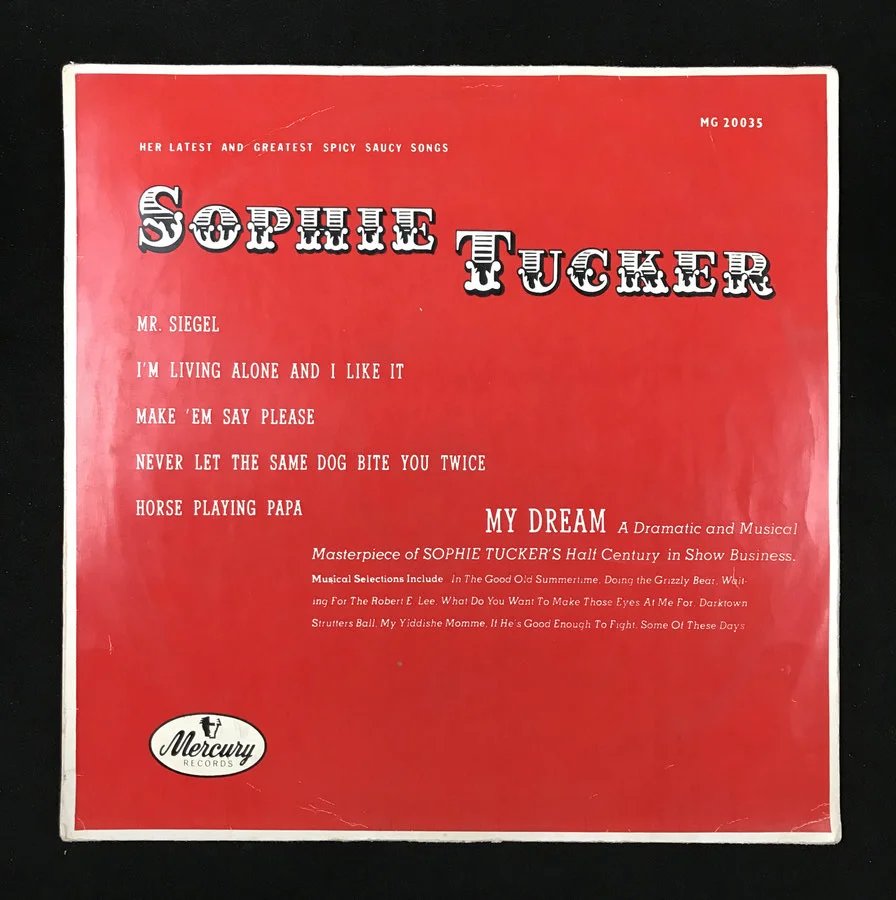 MG 20035
HER LATEST AND GREATEST SPICY SAUCY SONGS
SOPHIE TUCKER
MR. SIEGEL
I'M LIVING ALONE AND I LIKE IT
MAKE 'EM SAY PLEASE
NEVER LET THE SAME DOG BITE YOU TWICE
HORSE PLAYING PAPA
MY DREAM A Dramatic and Musical
Masterpiece of SOPHIE TUCKER'S Half Century in Show Business.
Musical Selections Include In The Good Old Summertime, Doing the Grizzly Bear, Wait-
ing For The Robert E. Lee, What Do You Want To Make Those Eyes At Me For, Darktown
Strutters Ball, My Yiddishe Momme, If He's Good Enough To Fight, Some Of These Days
Mercury
RECORDS